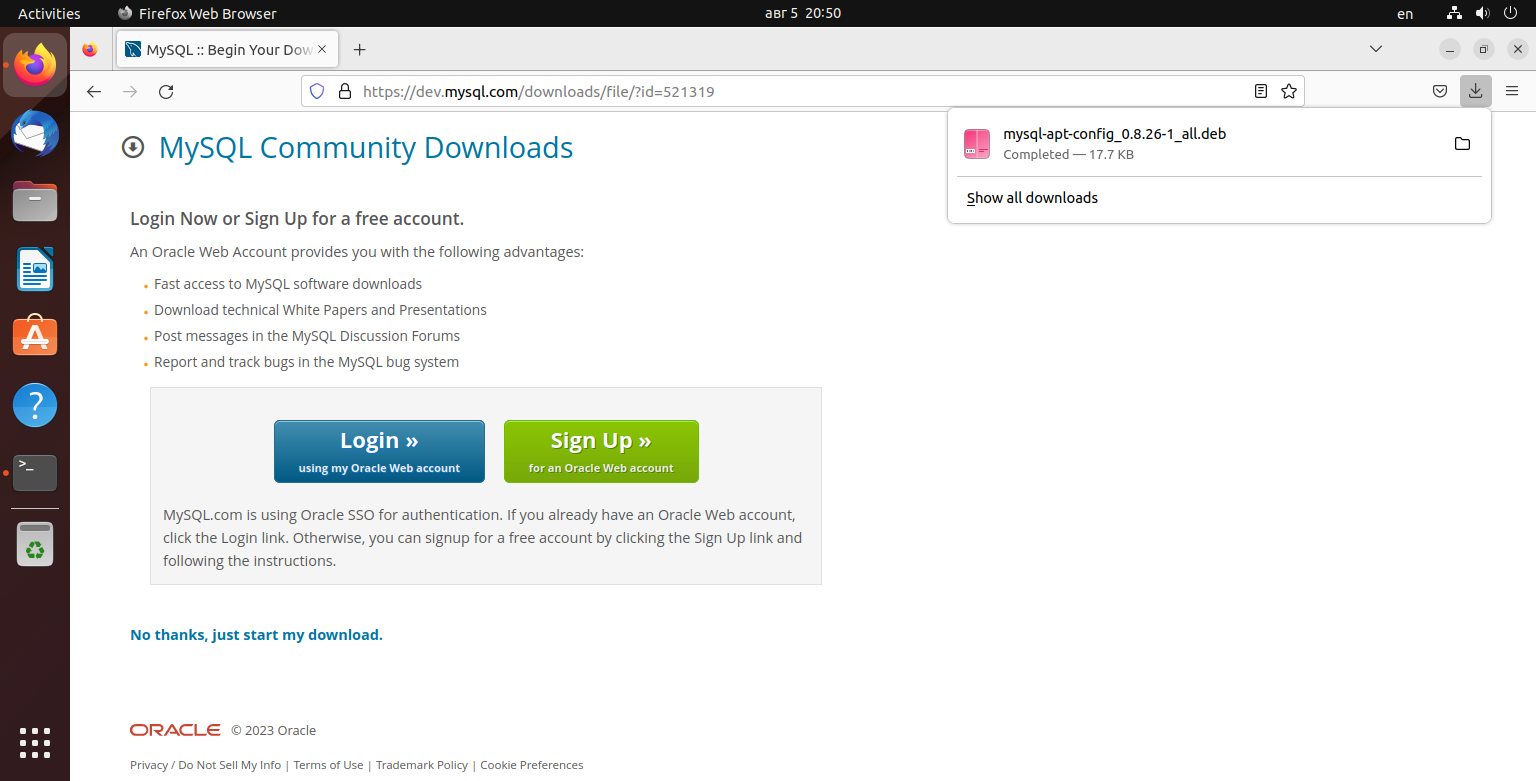 Activities
Firefox Web Browser
авг 5 20:50
en
MySQL :: Begin Your Dow
https://dev.mysql.com/downloads/file/?id=521319
mysql-apt-config_0.8.26-1_all.deb
Completed — 17.7 KB
Show all downloads
MySQL Community Downloads
Login Now or Sign Up for a free account.
An Oracle Web Account provides you with the following advantages:
Fast access to MySQL software downloads
Download technical White Papers and Presentations
Post messages in the MySQL Discussion Forums
Report and track bugs in the MySQL bug system
Login »
using my Oracle Web account
Sign Up »
for an Oracle Web account
MySQL.com is using Oracle SSO for authentication. If you already have an Oracle Web account,
click the Login link. Otherwise, you can signup for a free account by clicking the Sign Up link and
following the instructions.
No thanks, just start my download.
ORACLE © 2023 Oracle
Privacy / Do Not Sell My Info | Terms of Use | Trademark Policy | Cookie Preferences